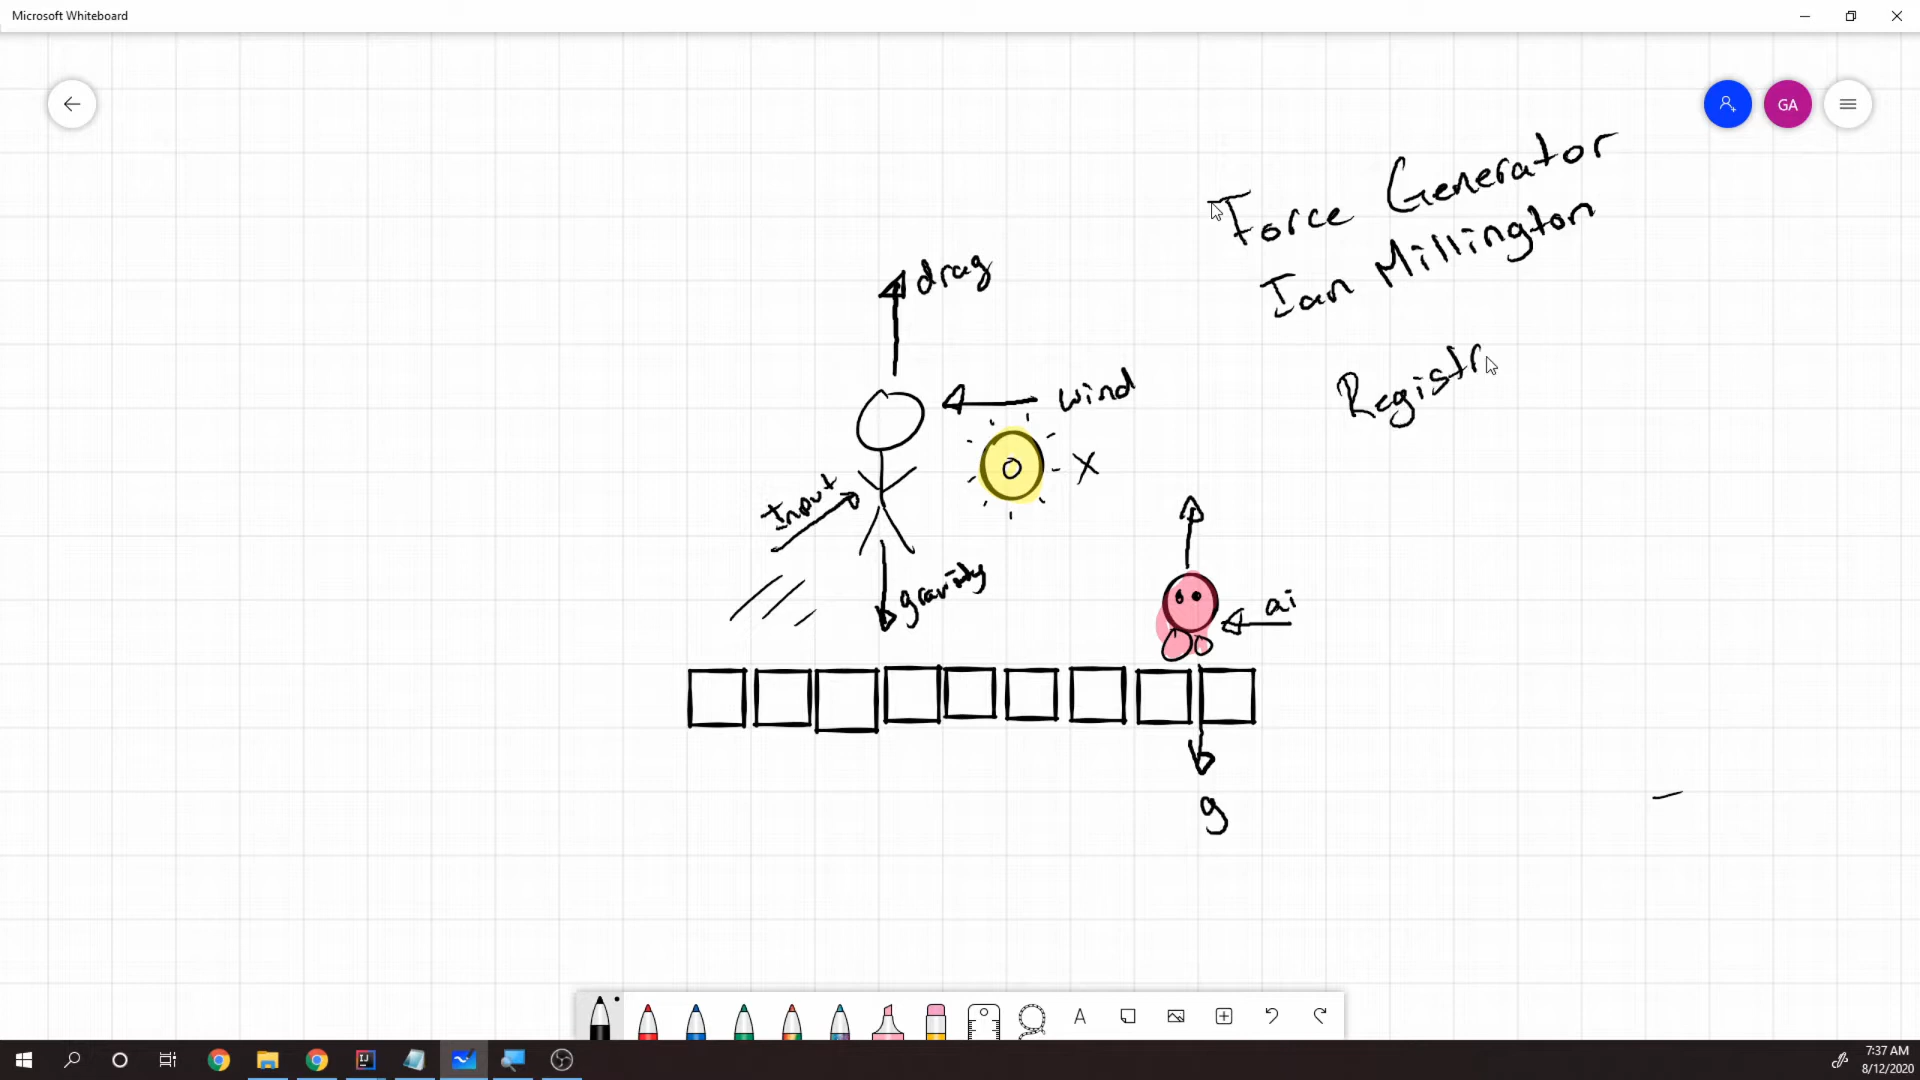 Microsoft Whiteboard
GA
Force Generator
Ian Millington
Registr
drag
wind
X
Input
gravity
ai
g
A
7:37 AM
8/12/2020